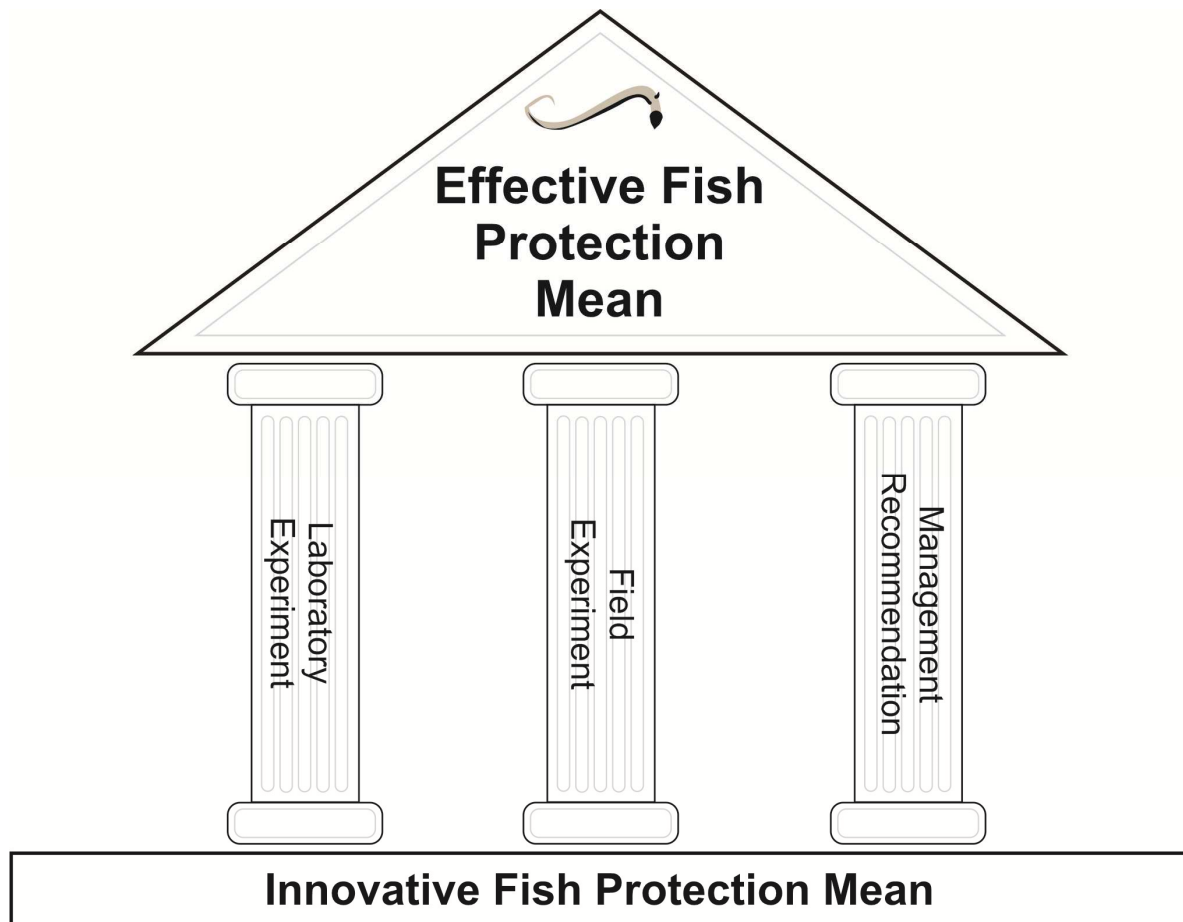 Effective Fish
Protection
Mean
Laboratory
Experiment
Field
Experiment
Management
Recommendation
Innovative Fish Protection Mean